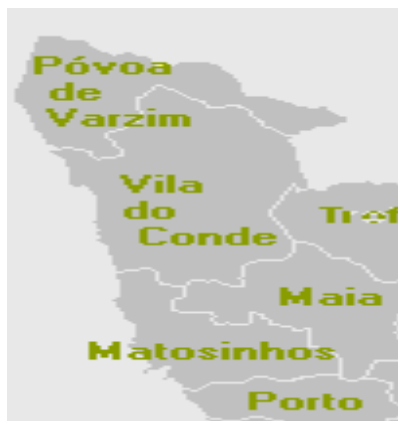 Póvoa
de
Varzim
Vila
do
Conde
Maia
Matosinhos
Porto